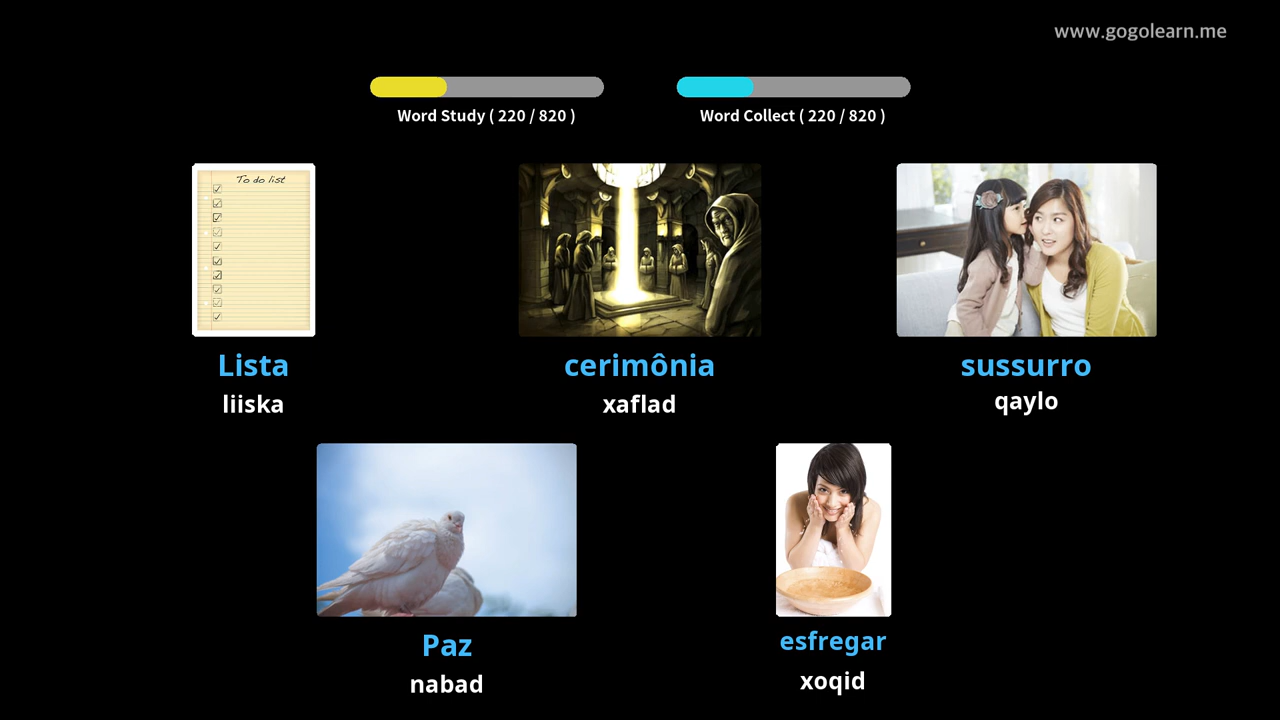 www.gogolearn.me
Word Study ( 220 / 820 )
Word Collect ( 220 / 820 )
To do list
Lista
cerimônia
sussurro
liiska
xaflad
qaylo
Paz
esfregar
nabad
xoqid